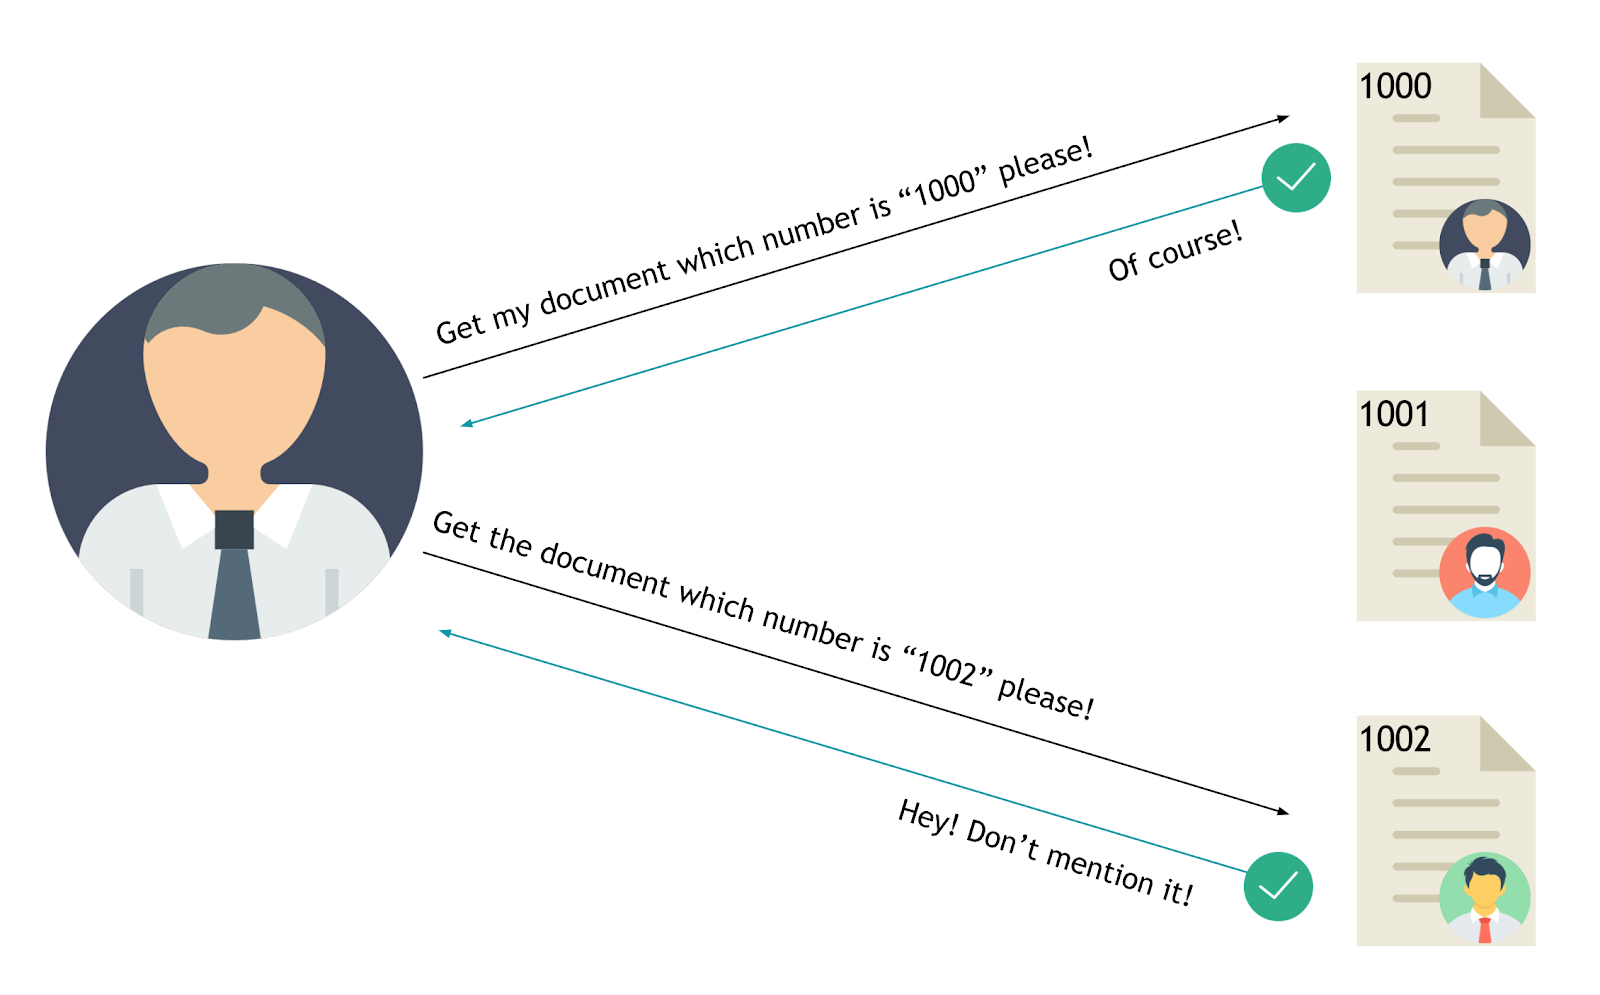 1000
Get my document which number is “1000” please!
Of course!
1001
Get the document which number is “1002” please!
1002
Hey! Don’t mention it!